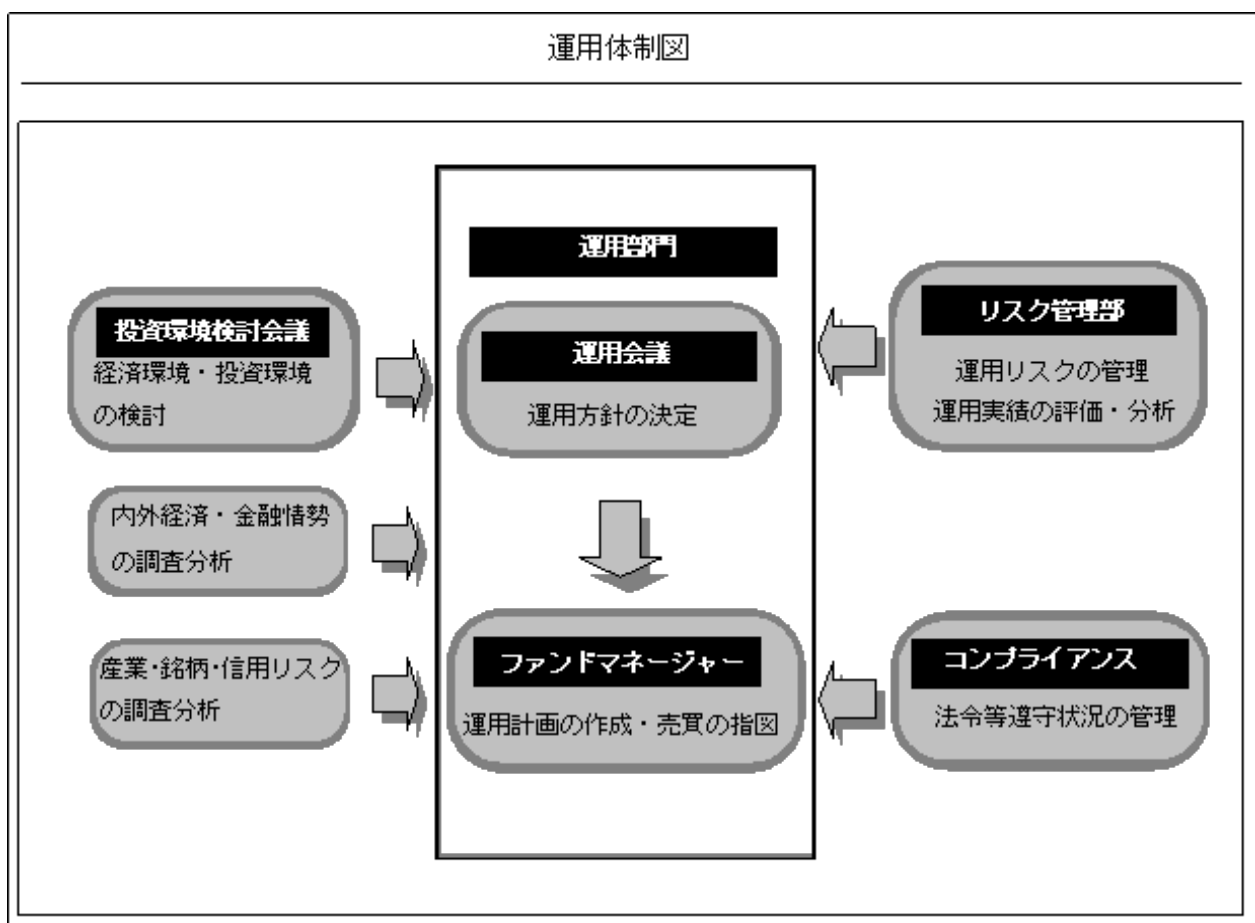 運用体制図
運用部門
投資環境検討会議
経済環境・投資環境
の検討
運用会議
運用方針の決定
リスク管理部
運用リスクの管理
運用実績の評価・分析
内外経済・金融情勢
の調査分析
産業・銘柄・信用リスク
の調査分析
ファンドマネージャー
運用計画の作成・売買の指図
コンプライアンス
法令等遵守状況の管理